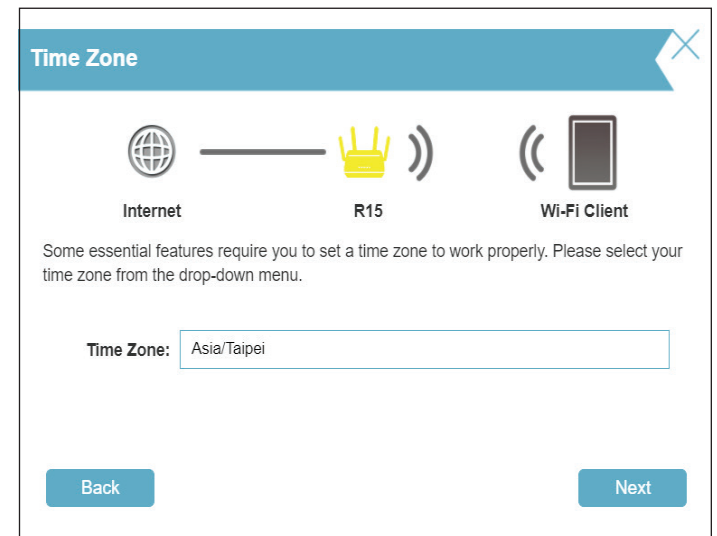 Time Zone
Internet
R15
Wi-Fi Client
Some essential features require you to set a time zone to work properly. Please select your
time zone from the drop-down menu.
Time Zone: Asia/Taipei
Back
Next